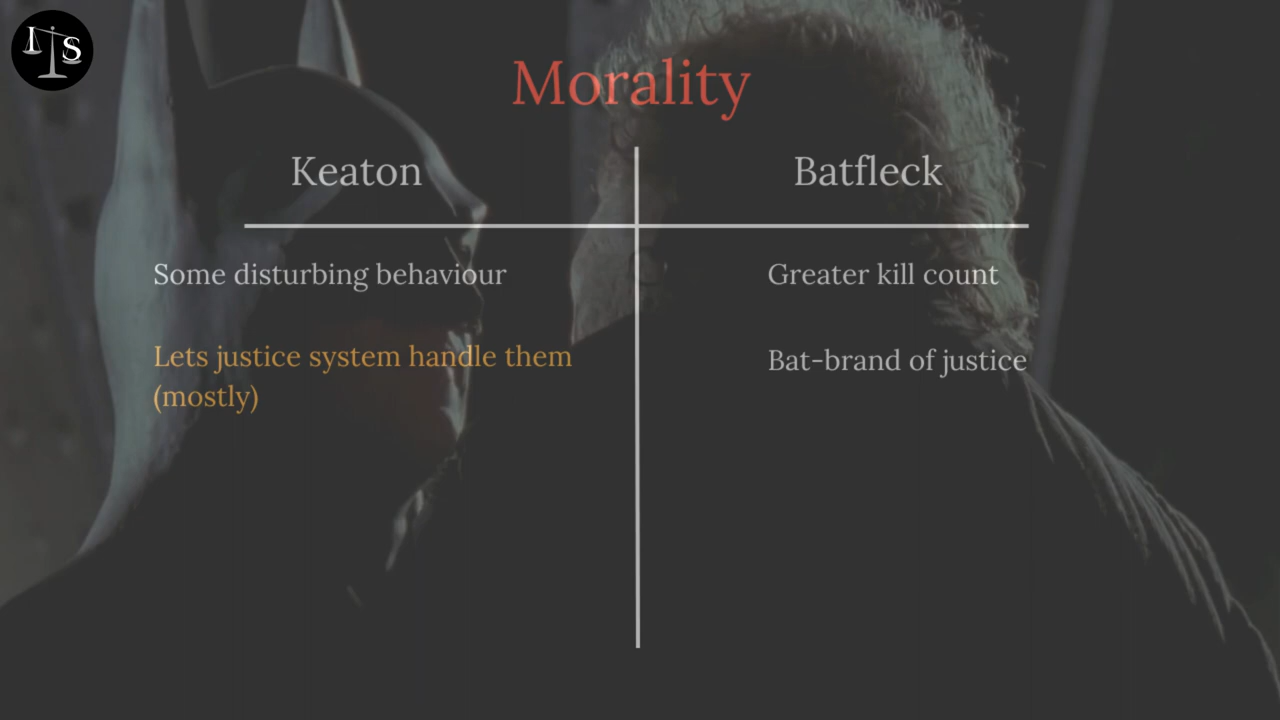 I S
Morality
Keaton
Batfleck
Some disturbing behaviour
Greater kill count
Lets justice system handle them
(mostly)
Bat-brand of justice